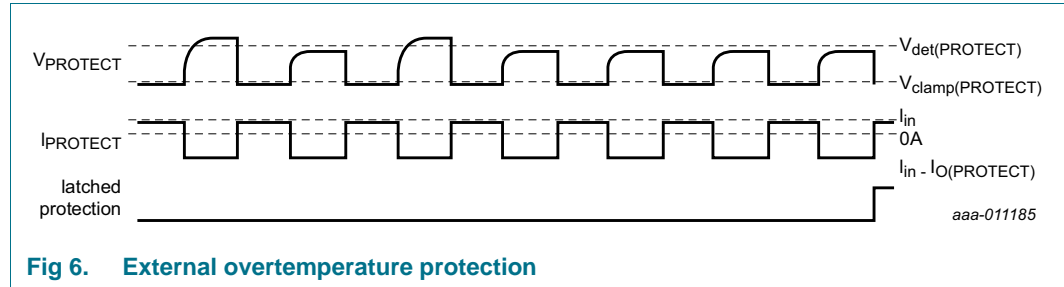 VPROTECT
Vdet(PROTECT)
Vclamp(PROTECT)
IPROTECT
Iin
0A
Iin - IO(PROTECT)
latched
protection
aaa-011185
Fig 6. External overtemperature protection